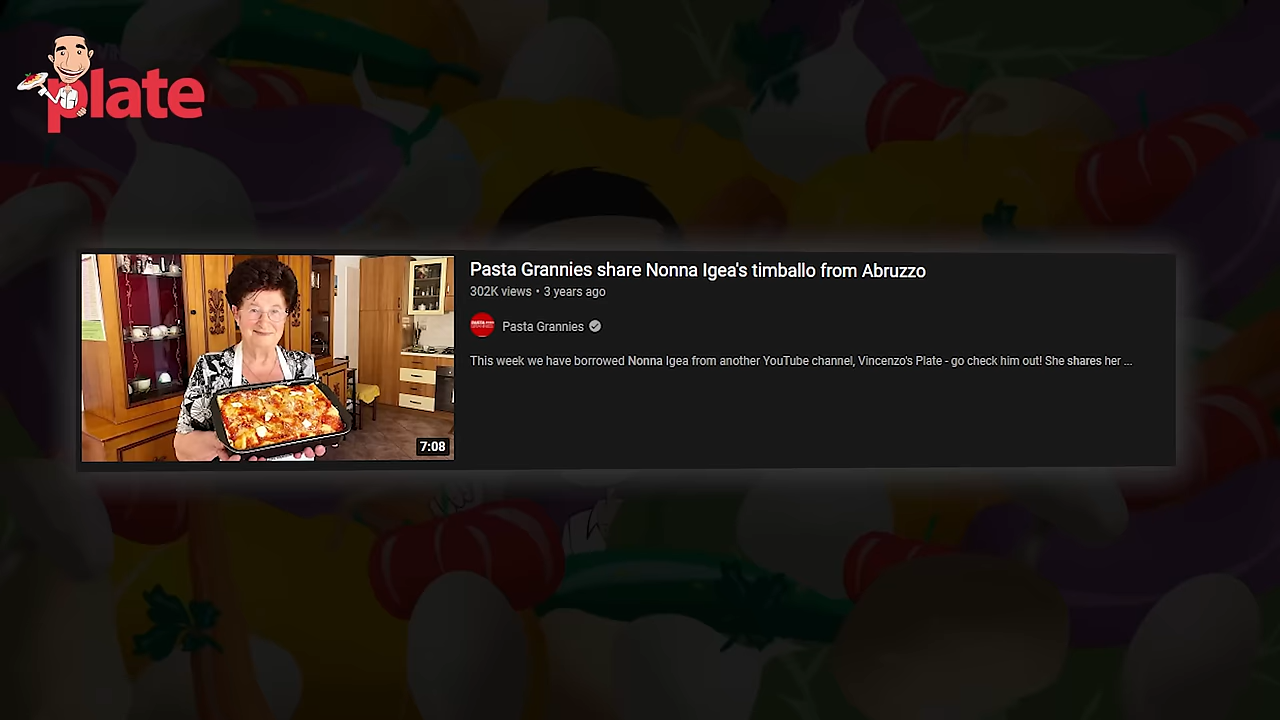 plate
Pasta Grannies share Nonna Igea's timballo from Abruzzo
302K views • 3 years ago
Pasta Grannies
This week we have borrowed Nonna Igea from another YouTube channel, Vincenzo's Plate - go check him out! She shares her ...
7:08